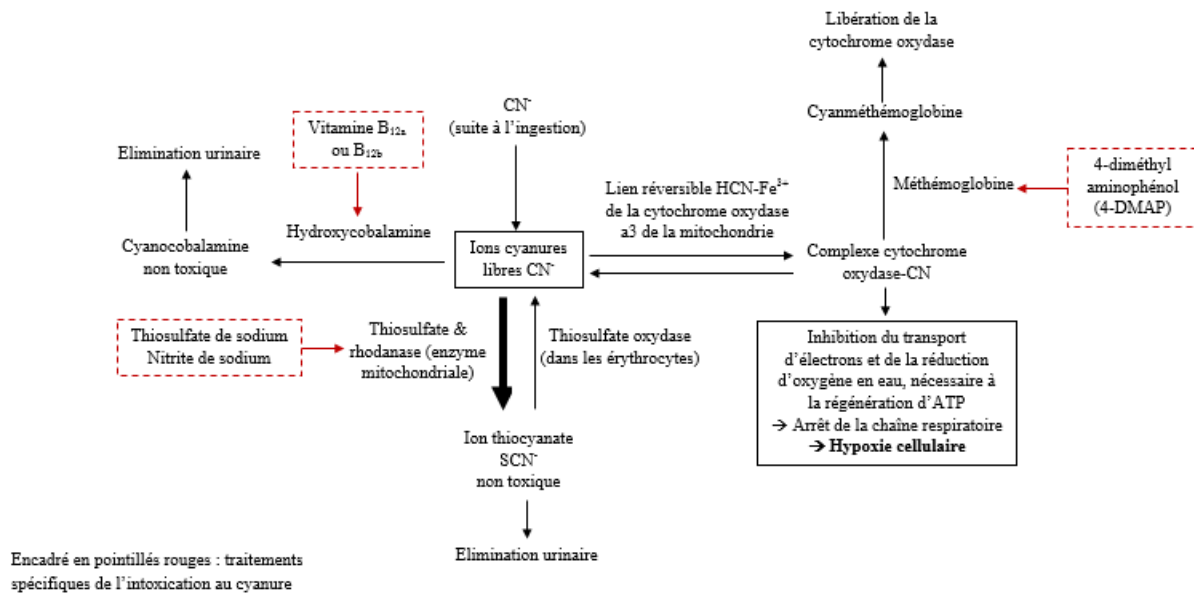 Libération de la
cytochrome oxydase
CN⁻
(suite à l'ingestion)
Cyanméthémoglobine
Vitamine B₁₂ₐ
ou B₁₂b
Elimination urinaire
4-diméthyl
aminophénol
(4-DMAP)
Méthémoglobine
Lien réversible HCN-Fe³⁺
de la cytochrome oxydase
a3 de la mitochondrie
Hydroxycobalamine
Cyanocobalamine
non toxique
Ions cyanures
libres CN⁻
Complexe cytochrome
oxydase-CN
Thiosulfate de sodium
Nitrite de sodium
Thiosulfate &
rhodanase (enzyme
mitochondriale)
Thiosulfate oxydase
(dans les érythrocytes)
Inhibition du transport
d'électrons et de la réduction
d'oxygène en eau, nécessaire à
la régénération d'ATP
→ Arrêt de la chaîne respiratoire
→ Hypoxie cellulaire
Ion thiocyanate
SCN⁻
non toxique
Elimination urinaire
Encadré en pointillés rouges : traitements
spécifiques de l'intoxication au cyanure